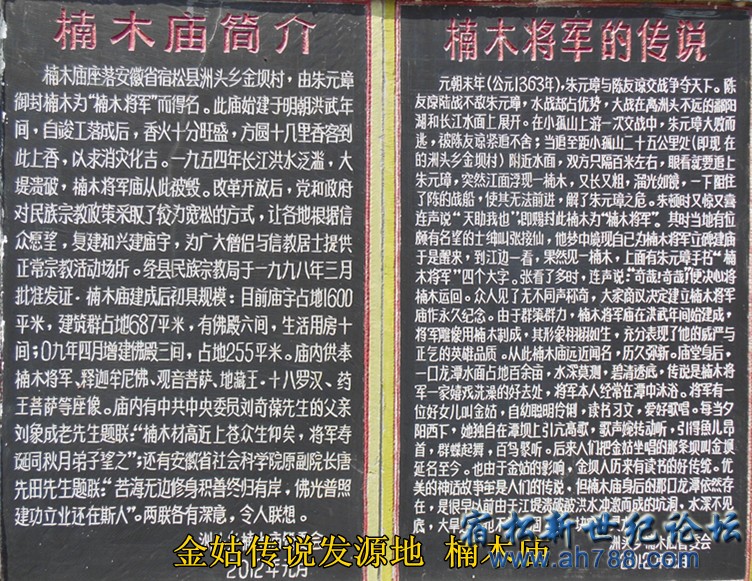 楠木庙简介
楠木庙座落安徽省宿松县洲头乡金坝村，由朱元璋
御封楠木为“楠木将军”而得名。此庙始建于明朝洪武年
间，自竣工落成后，香火十分旺盛，方圆十几里香客到
此上香，以求消灾化吉。一九五四年长江洪水泛滥，大
堤溃破，楠木将军庙从此被毁。改革开放后，党和政府
对民族宗教政策采取了较为宽松的方式，让各地根据信
众愿望，复建和兴建庙宇，为广大僧侣与信教居士提供
正常宗教活动场所。经县民族宗教局于一九九八年三月
批准发证·楠木庙建成后初具规模：目前庙宇占地1600
平米，建筑群占地687平米，有佛殿六间，生活用房十
间；09年四月增建佛殿三间，占地255平米。庙内供奉
楠木将军、释迦牟尼佛、观音菩萨、地藏王·十八罗汉、药
王菩萨等座像。庙内有中共中央委员刘奇葆先生的父亲
刘象成老先生题联：“楠木材高近上苍众生仰矣，将军寿
诞同秋月弟子望之”；还有安徽省社会科学院原副院长唐
先田先生题联：“苦海无边修身积善终归有岸，佛光普照
建功立业还在斯人”。两联各有深意，令人联想。
2012年九月
楠木将军的传说
元朝末年(公元1363年)，朱元璋与陈友谅交战争夺天下。陈
友谅陆战不敌朱元璋，水战却占优势，大战在离洲头不远的鄱阳
湖和长江水面上展开。在小孤山上游一次交战中，朱元璋大败而
逃，被陈友谅紧追不舍；当追至距小孤山二十五公里处(即现在
的洲头乡金坝村)附近水面，双方只隔百米左右，眼看就要追上
朱元璋，突然江面浮现一楠木，又长又粗，溜光如镜，一下阻住
了陈的战船，使其无法前进，解了朱元璋之危。朱顿时又惊又喜
连声说“天助我也”即赐封此楠木为“楠木将军”。其时当地有位
颇有名望的士绅叫张接仙，他梦中境现自已为楠木将军立碑建庙
于是醒来，到江边一看，果然见一楠木，上面有朱元璋手书“楠
木将军”四个大字。张看了多时，连声说：“奇哉！奇哉！”便决心将
楠木运回。众人见了无不同声称奇，大家商议决定建立楠木将军
庙作永久纪念。由于群策群力，楠木将军庙在洪武年间始建成，
将军雕像用楠木制成，其形象栩栩如生，充分表现了他的威严与
正艺的英雄品质。从此楠木庙远近闻名，历久弥新。庙堂身后，
一口龙潭水面占地百余亩，水深莫测，碧清透底，传说是楠木将
军一家嬉戏洗澡的好去处，将军本人经常在潭中沐浴。将军有一
位好女儿叫金姑，自幼聪明伶俐，读书习文，爱好歌唱。每当夕
阳西下，她独自在潭坝上引亢高歌，歌声婉转动听，引得鱼儿昂
首，群蝶起舞，百鸟聚听。后来人们把金姑坐唱的那条坝叫金坝
延名至今。也由于金姑的影响，金坝人历来有读书的好传统。优
美的神话故事虽是人们的传说，但楠木庙身后的那口龙潭依然存
在，是很早以前由于江堤溃破被洪水冲激而成的坑洞，水深不见
金姑传说发源地 楠木庙
宿松新世纪论坛
www.ah788.com